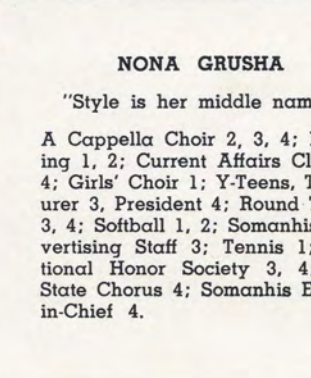 NONA GRUSHA
"Style is her middle nam
A Cappella Choir 2, 3, 4;
ing 1, 2; Current Affairs Cl
4; Girls' Choir 1; Y-Teens, T
urer 3, President 4; Round
3, 4; Softball 1, 2; Somanhis
vertising Staff 3; Tennis 1;
tional Honor Society 3, 4
State Chorus 4; Somanhis E
in-Chief 4.